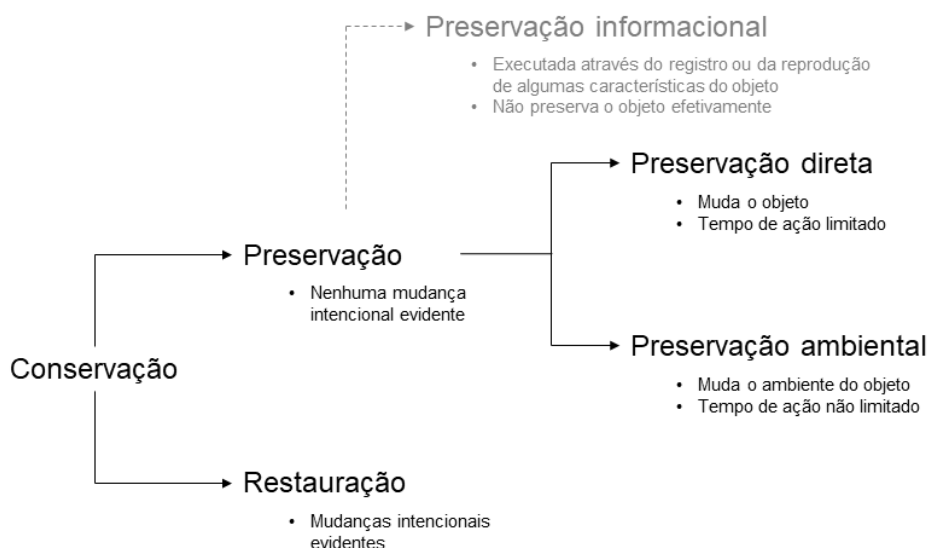 Preservação informacional
• Executada através do registro ou da reprodução
de algumas características do objeto
• Não preserva o objeto efetivamente
Preservação direta
• Muda o objeto
• Tempo de ação limitado
Preservação
• Nenhuma mudança
intencional evidente
Preservação ambiental
• Muda o ambiente do objeto
• Tempo de ação não limitado
Conservação
Restauração
• Mudanças intencionais
evidentes